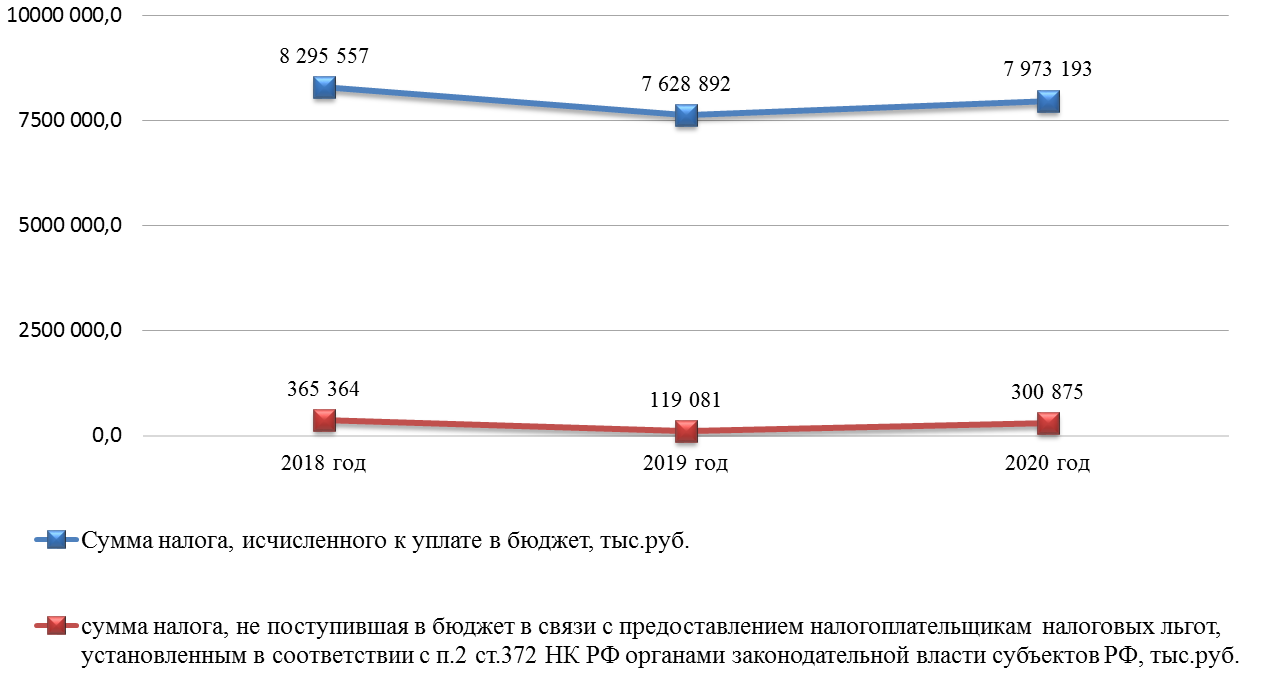 10000 000,0
8 295 557
7 628 892
7 973 193
7500 000,0
5000 000,0
2500 000,0
365 364
119 081
300 875
0,0
2018 год
2019 год
2020 год
Сумма налога, исчисленного к уплате в бюджет, тыс.руб.
сумма налога, не поступившая в бюджет в связи с предоставлением налогоплательщикам налоговых льгот,
установленным в соответствии с п.2 ст.372 НК РФ органами законодательной власти субъектов РФ, тыс.руб.